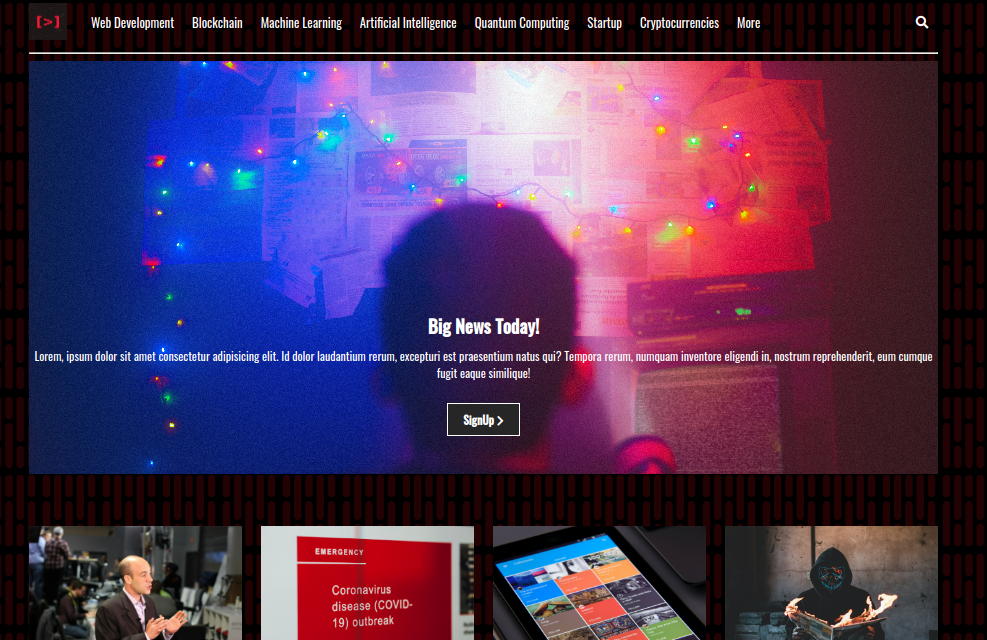 [>]
Web Development Blockchain Machine Learning Artificial Intelligence Quantum Computing Startup Cryptocurrencies More
Big News Today!
Lorem, ipsum dolor sit amet consectetur adipisicing elit. Id dolor laudantium rerum, excepturi est praesentium natus qui? Tempora rerum, numquam inventore eligendi in, nostrum reprehenderit, eum cumque
fugit eaque similique!
SignUp
EMERGENCY
Coronavirus
disease (COVID-
19) outbreak